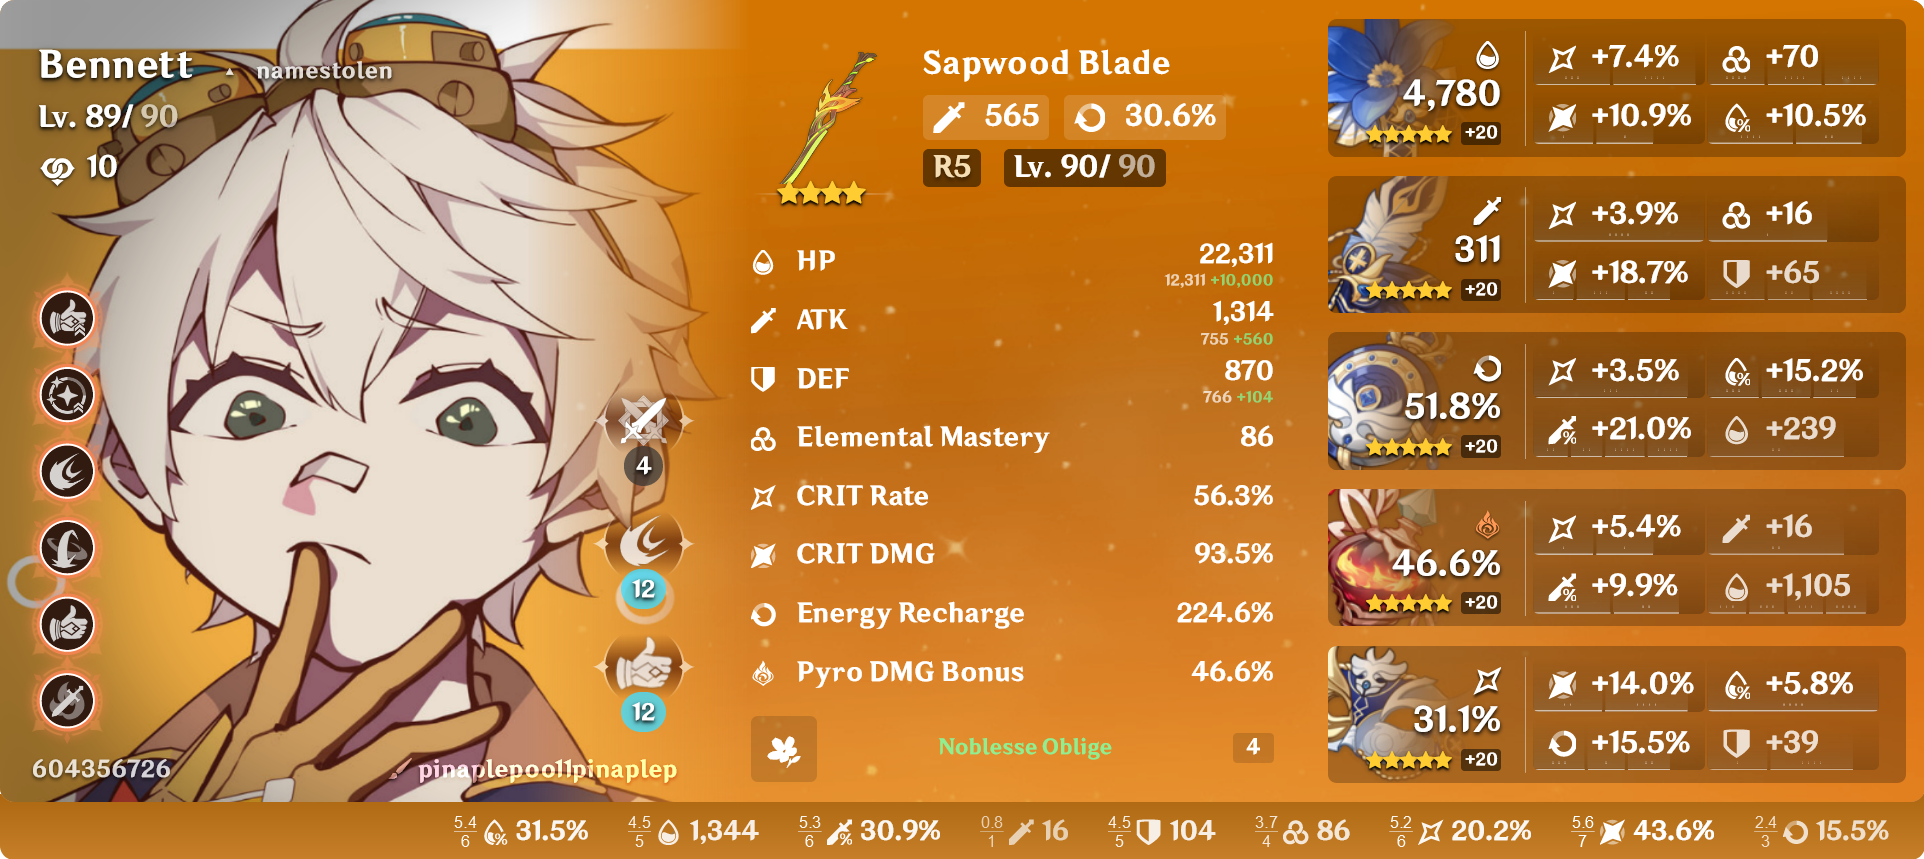 Bennett ▲ namestolen
Lv. 89/ 90
10
4
12
12
604356726
pinaplepoo11pinaplep
Sapwood Blade
565 30.6%
R5 Lv. 90/ 90
HP 22,311
12,311 +10,000
ATK 1,314
755 +560
DEF 870
766 +104
Elemental Mastery 86
CRIT Rate 56.3%
CRIT DMG 93.5%
Energy Recharge 224.6%
Pyro DMG Bonus 46.6%
Noblesse Oblige 4
4,780
+20
+7.4% +70
+10.9% +10.5%
311
+20
+3.9% +16
+18.7% +65
51.8%
+20
+3.5% +15.2%
+21.0% +239
46.6%
+20
+5.4% +16
+9.9% +1,105
31.1%
+20
+14.0% +5.8%
+15.5% +39
5.4/6 % 31.5% 4.5/5 1,344 5.3/6 % 30.9% 0.8/1 16 4.5/5 104 3.7/4 86 5.2/6 20.2% 5.6/7 43.6% 2.4/3 15.5%